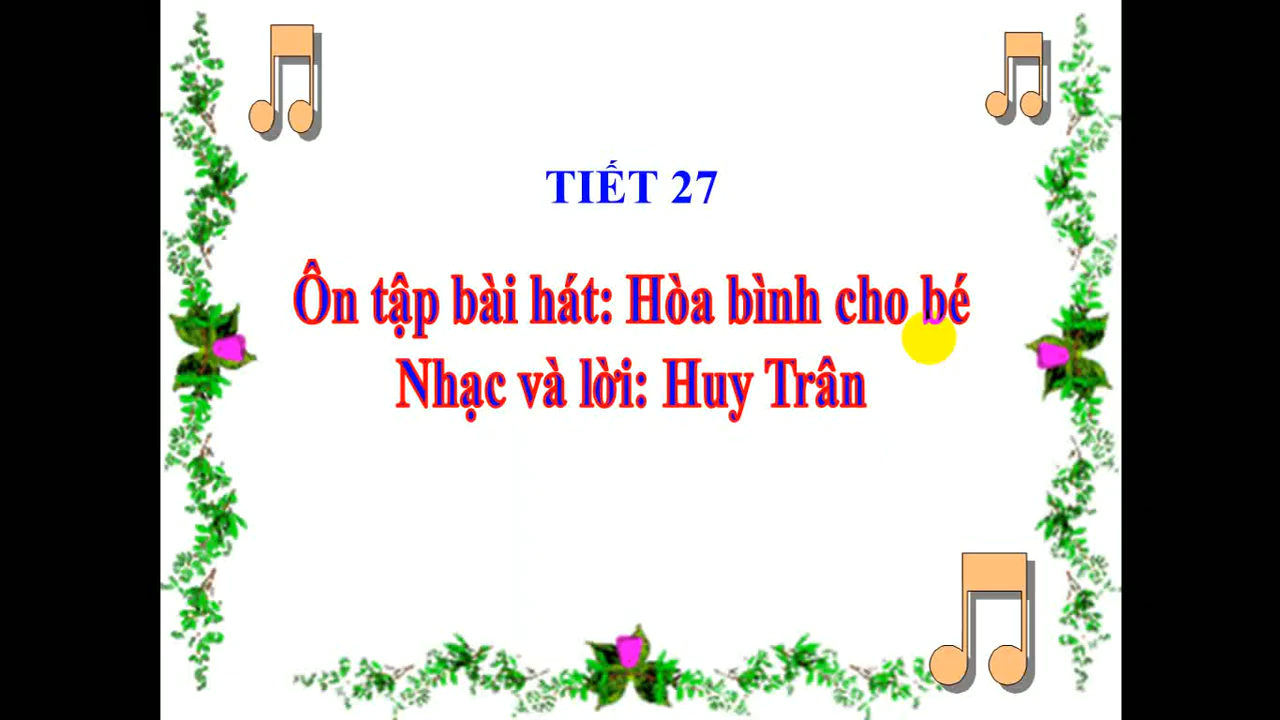 TIẾT 27
Ôn tập bài hát: Hòa bình cho bé
Nhạc và lời: Huy Trân